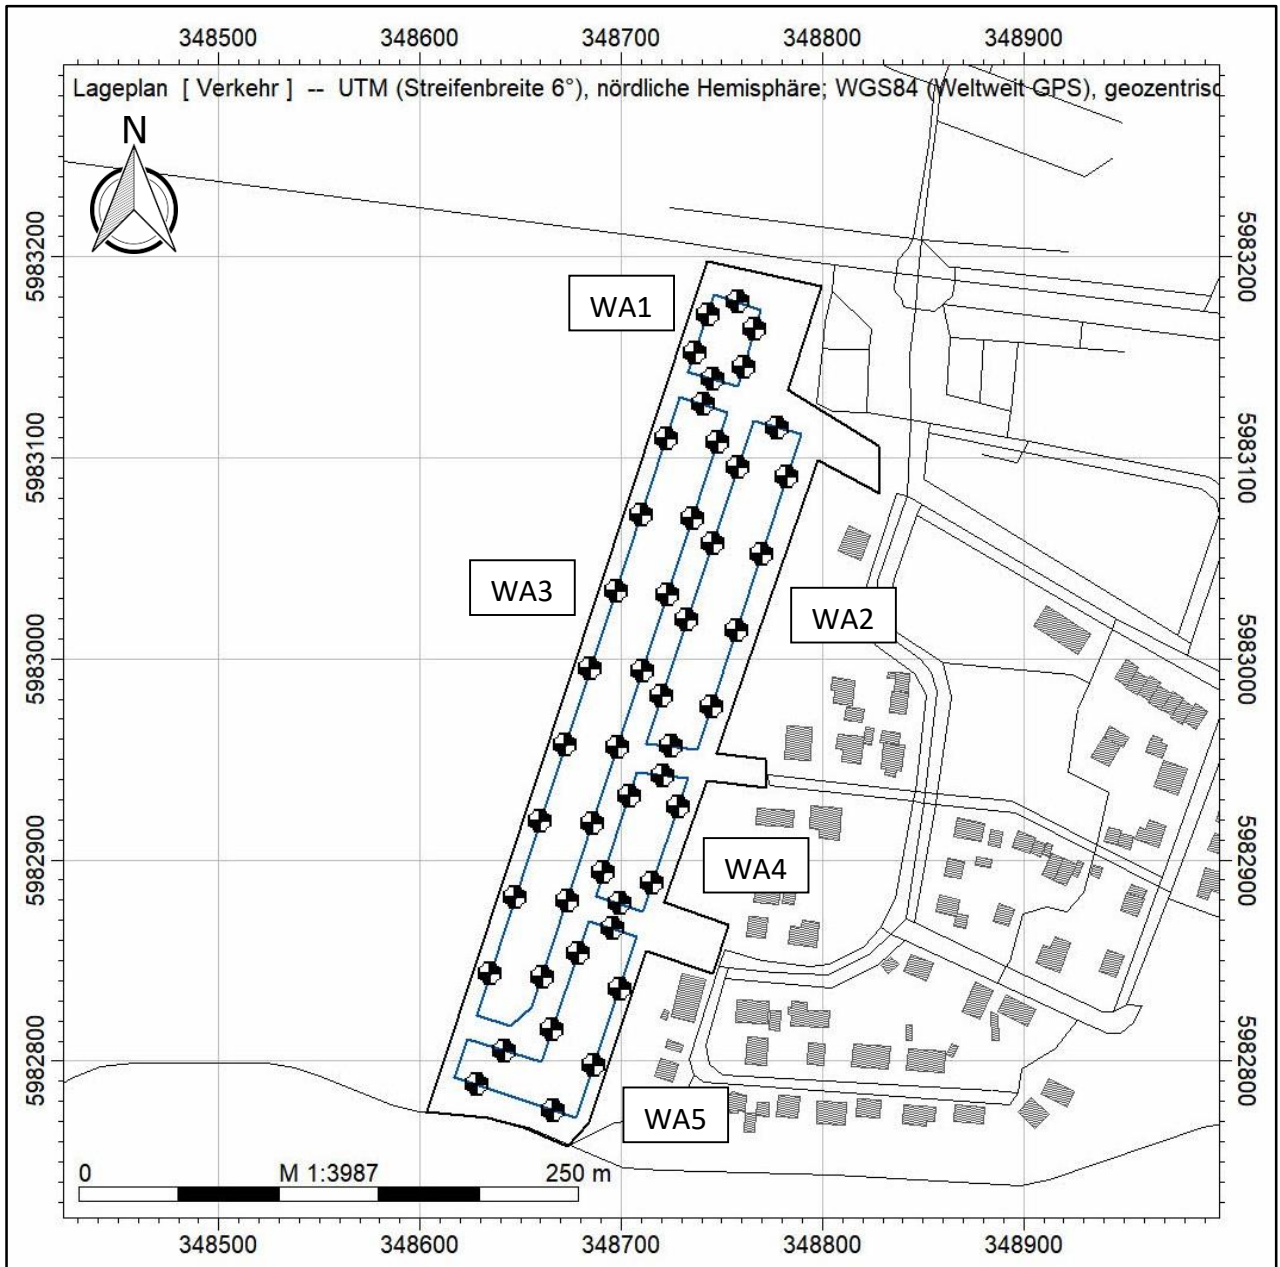 348500 348600 348700 348800 348900
Lageplan [ Verkehr ] -- UTM (Streifenbreite 6°), nördliche Hemisphäre; WGS84 (Weltweit GPS), geozentrisc
N
5983200 5983200
WA1
5983100 5983100
WA3
WA2
5983000 5983000
WA4
5982900 5982900
5982800 5982800
WA5
0 M 1:3987 250 m
348500 348600 348700 348800 348900